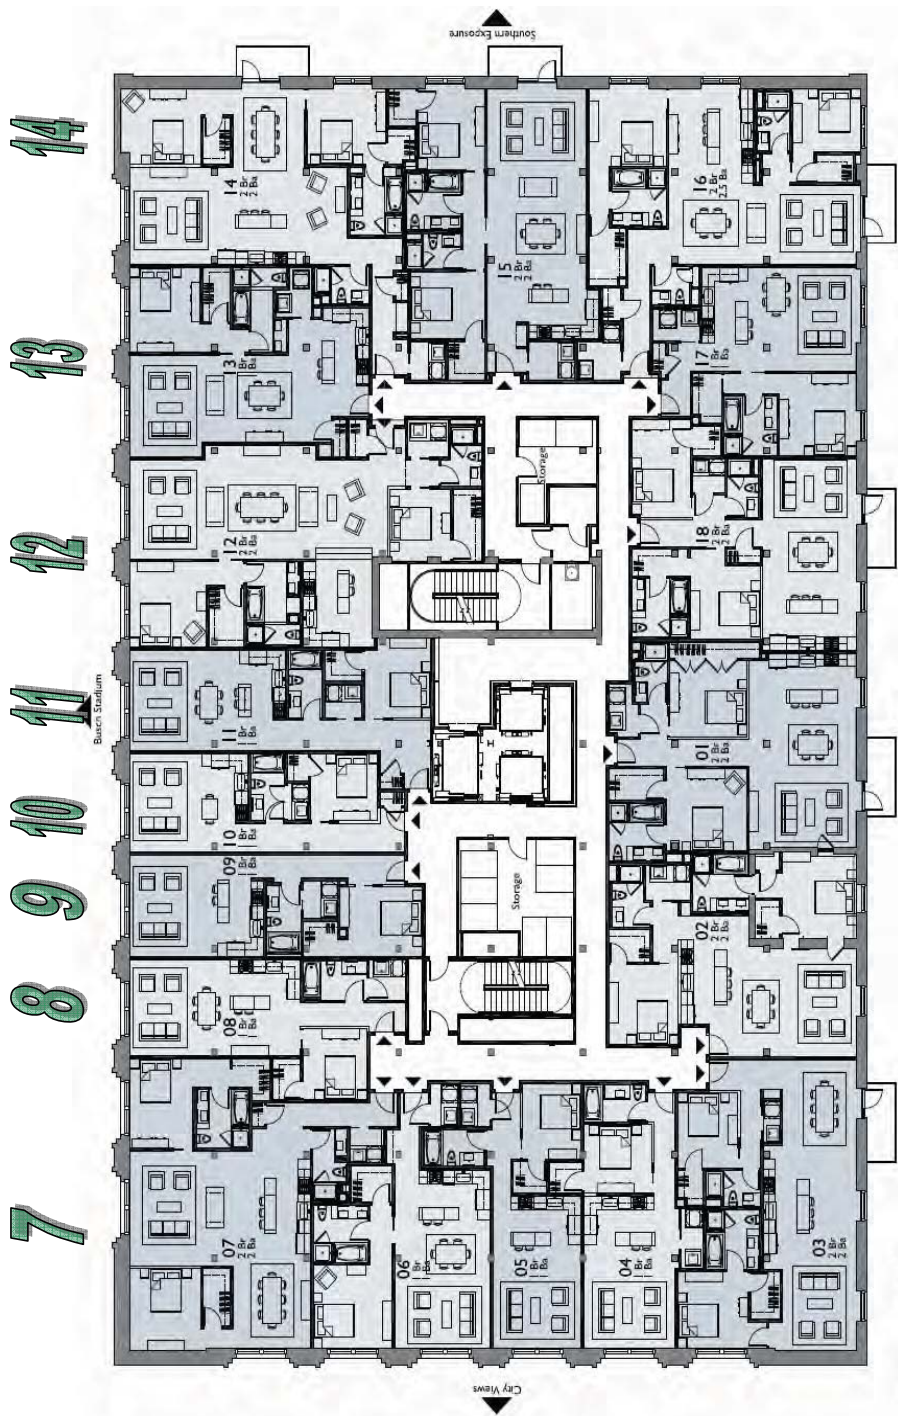 7
8
9
10
11
12
13
14
Busch Stadium
07
2 Br
2 Ba
08
1 Br
1 Ba
09
1 Br
1 Ba
10
1 Br
1 Ba
11
1 Br
1 Ba
12
2 Br
2 Ba
13
Br
Ba
14
2 Br
2 Ba
City Views
Storage
Storage
Southern Exposure
06
1 Br
1 Ba
05
1 Br
1 Ba
04
1 Br
1 Ba
03
2 Br
2 Ba
02
2 Br
2 Ba
01
2 Br
2 Ba
18
2 Br
2 Ba
17
1 Br
1 Ba
16
2 Br
2.5 Ba
15
2 Br
2 Ba
H